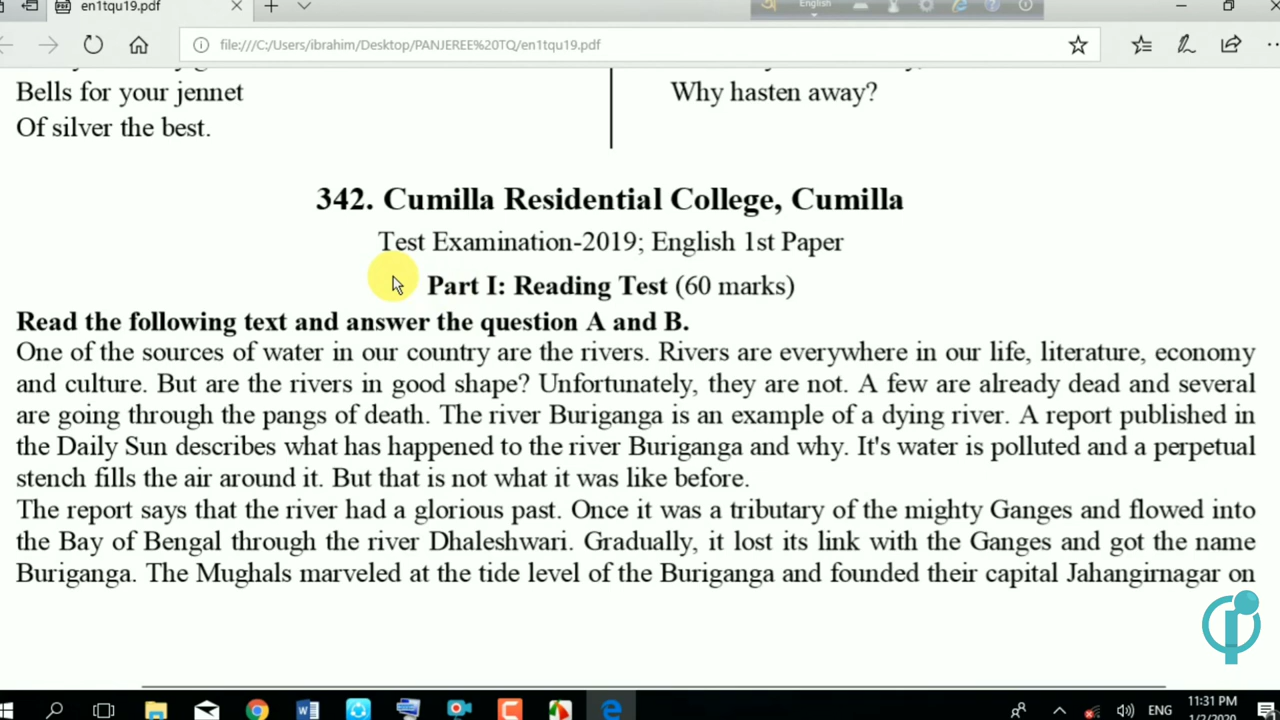 en1tqu19.pdf
English
file:///C:/Users/ibrahim/Desktop/PANJEREE%20TQ/en1tqu19.pdf
Bells for your jennet
Of silver the best.
Why hasten away?
342. Cumilla Residential College, Cumilla
Test Examination-2019; English 1st Paper
Part I: Reading Test (60 marks)
Read the following text and answer the question A and B.
One of the sources of water in our country are the rivers. Rivers are everywhere in our life, literature, economy
and culture. But are the rivers in good shape? Unfortunately, they are not. A few are already dead and several
are going through the pangs of death. The river Buriganga is an example of a dying river. A report published in
the Daily Sun describes what has happened to the river Buriganga and why. It's water is polluted and a perpetual
stench fills the air around it. But that is not what it was like before.
The report says that the river had a glorious past. Once it was a tributary of the mighty Ganges and flowed into
the Bay of Bengal through the river Dhaleshwari. Gradually, it lost its link with the Ganges and got the name
Buriganga. The Mughals marveled at the tide level of the Buriganga and founded their capital Jahangirnagar on
ENG
11:31 PM
1/2/2020